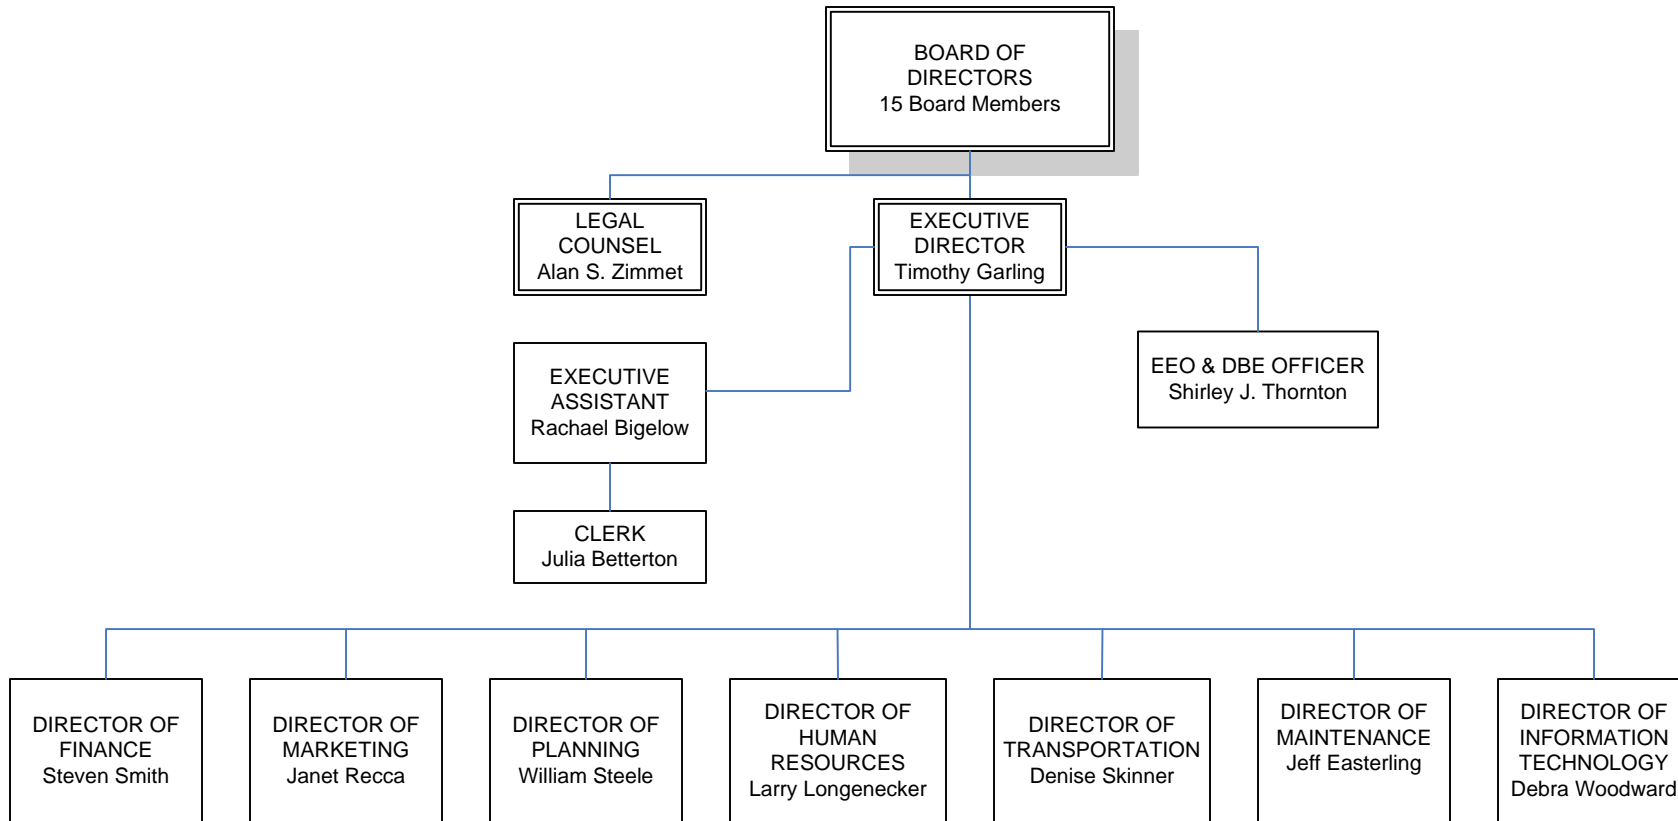 BOARD OF
DIRECTORS
15 Board Members
LEGAL
COUNSEL
Alan S. Zimmet
EXECUTIVE
DIRECTOR
Timothy Garling
EXECUTIVE
ASSISTANT
Rachael Bigelow
EEO & DBE OFFICER
Shirley J. Thornton
CLERK
Julia Betterton
DIRECTOR OF
FINANCE
Steven Smith
DIRECTOR OF
MARKETING
Janet Recca
DIRECTOR OF
PLANNING
William Steele
DIRECTOR OF
HUMAN
RESOURCES
Larry Longenecker
DIRECTOR OF
TRANSPORTATION
Denise Skinner
DIRECTOR OF
MAINTENANCE
Jeff Easterling
DIRECTOR OF
INFORMATION
TECHNOLOGY
Debra Woodward